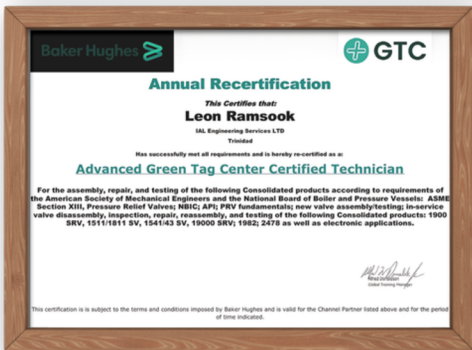 Baker Hughes
GTC
Annual Recertification
This Certifies that:
Leon Ramsook
IAL Engineering Services LTD
Trinidad
Has successfully met all requirements and is hereby re-certified as a:
Advanced Green Tag Center Certified Technician
For the assembly, repair, and testing of the following Consolidated products according to requirements of
the American Society of Mechanical Engineers and the National Board of Boiler and Pressure Vessels: ASME
Section XIII, Pressure Relief Valves; NBIC; API; PRV fundamentals; new valve assembly/testing; in-service
valve disassembly, inspection, repair, reassembly, and testing of the following Consolidated products: 1900
SRV, 1511/1811 SV, 1541/43 SV, 19000 SRV; 1982; 2478 as well as electronic applications.
Global Training Manager
This certification is is subject to the terms and conditions imposed by Baker Hughes and is valid for the Channel Partner listed above and for the period
of time indicated.